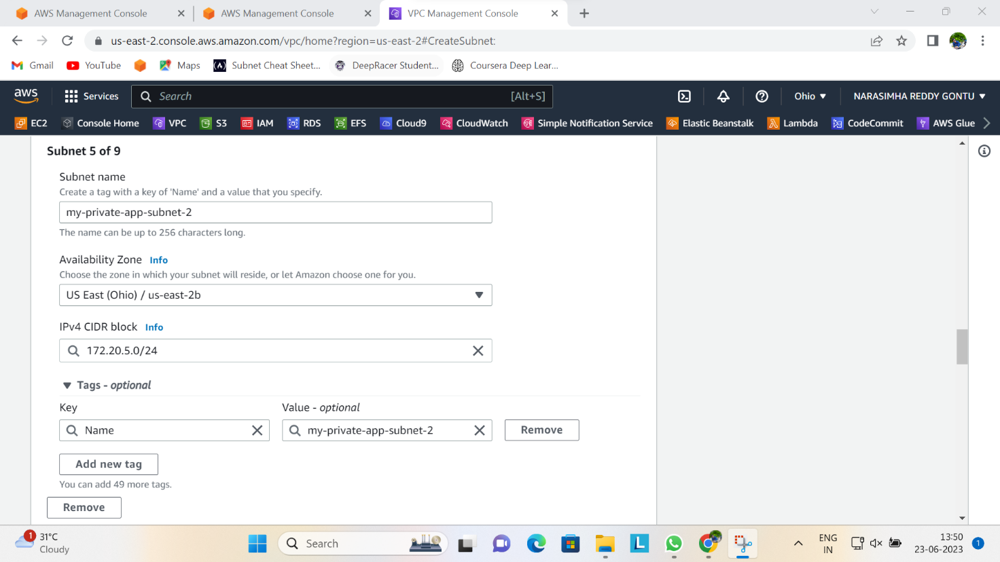 AWS Management Console
AWS Management Console
VPC Management Console
us-east-2.console.aws.amazon.com/vpc/home?region=us-east-2#CreateSubnet:
Gmail YouTube Maps Subnet Cheat Sheet... DeepRacer Student... Coursera Deep Lear...
aws Services Search [Alt+S] Ohio NARASIMHA REDDY GONTU
EC2 Console Home VPC S3 IAM RDS EFS Cloud9 CloudWatch Simple Notification Service Elastic Beanstalk Lambda CodeCommit AWS Glue
Subnet 5 of 9
Subnet name
Create a tag with a key of 'Name' and a value that you specify.
my-private-app-subnet-2
The name can be up to 256 characters long.
Availability Zone Info
Choose the zone in which your subnet will reside, or let Amazon choose one for you.
US East (Ohio) / us-east-2b
IPv4 CIDR block Info
172.20.5.0/24
Tags - optional
Key Value - optional
Name my-private-app-subnet-2 Remove
Add new tag
You can add 49 more tags.
Remove
1 31°C
Cloudy
Search
L
ENG
IN
13:50
23-06-2023
1